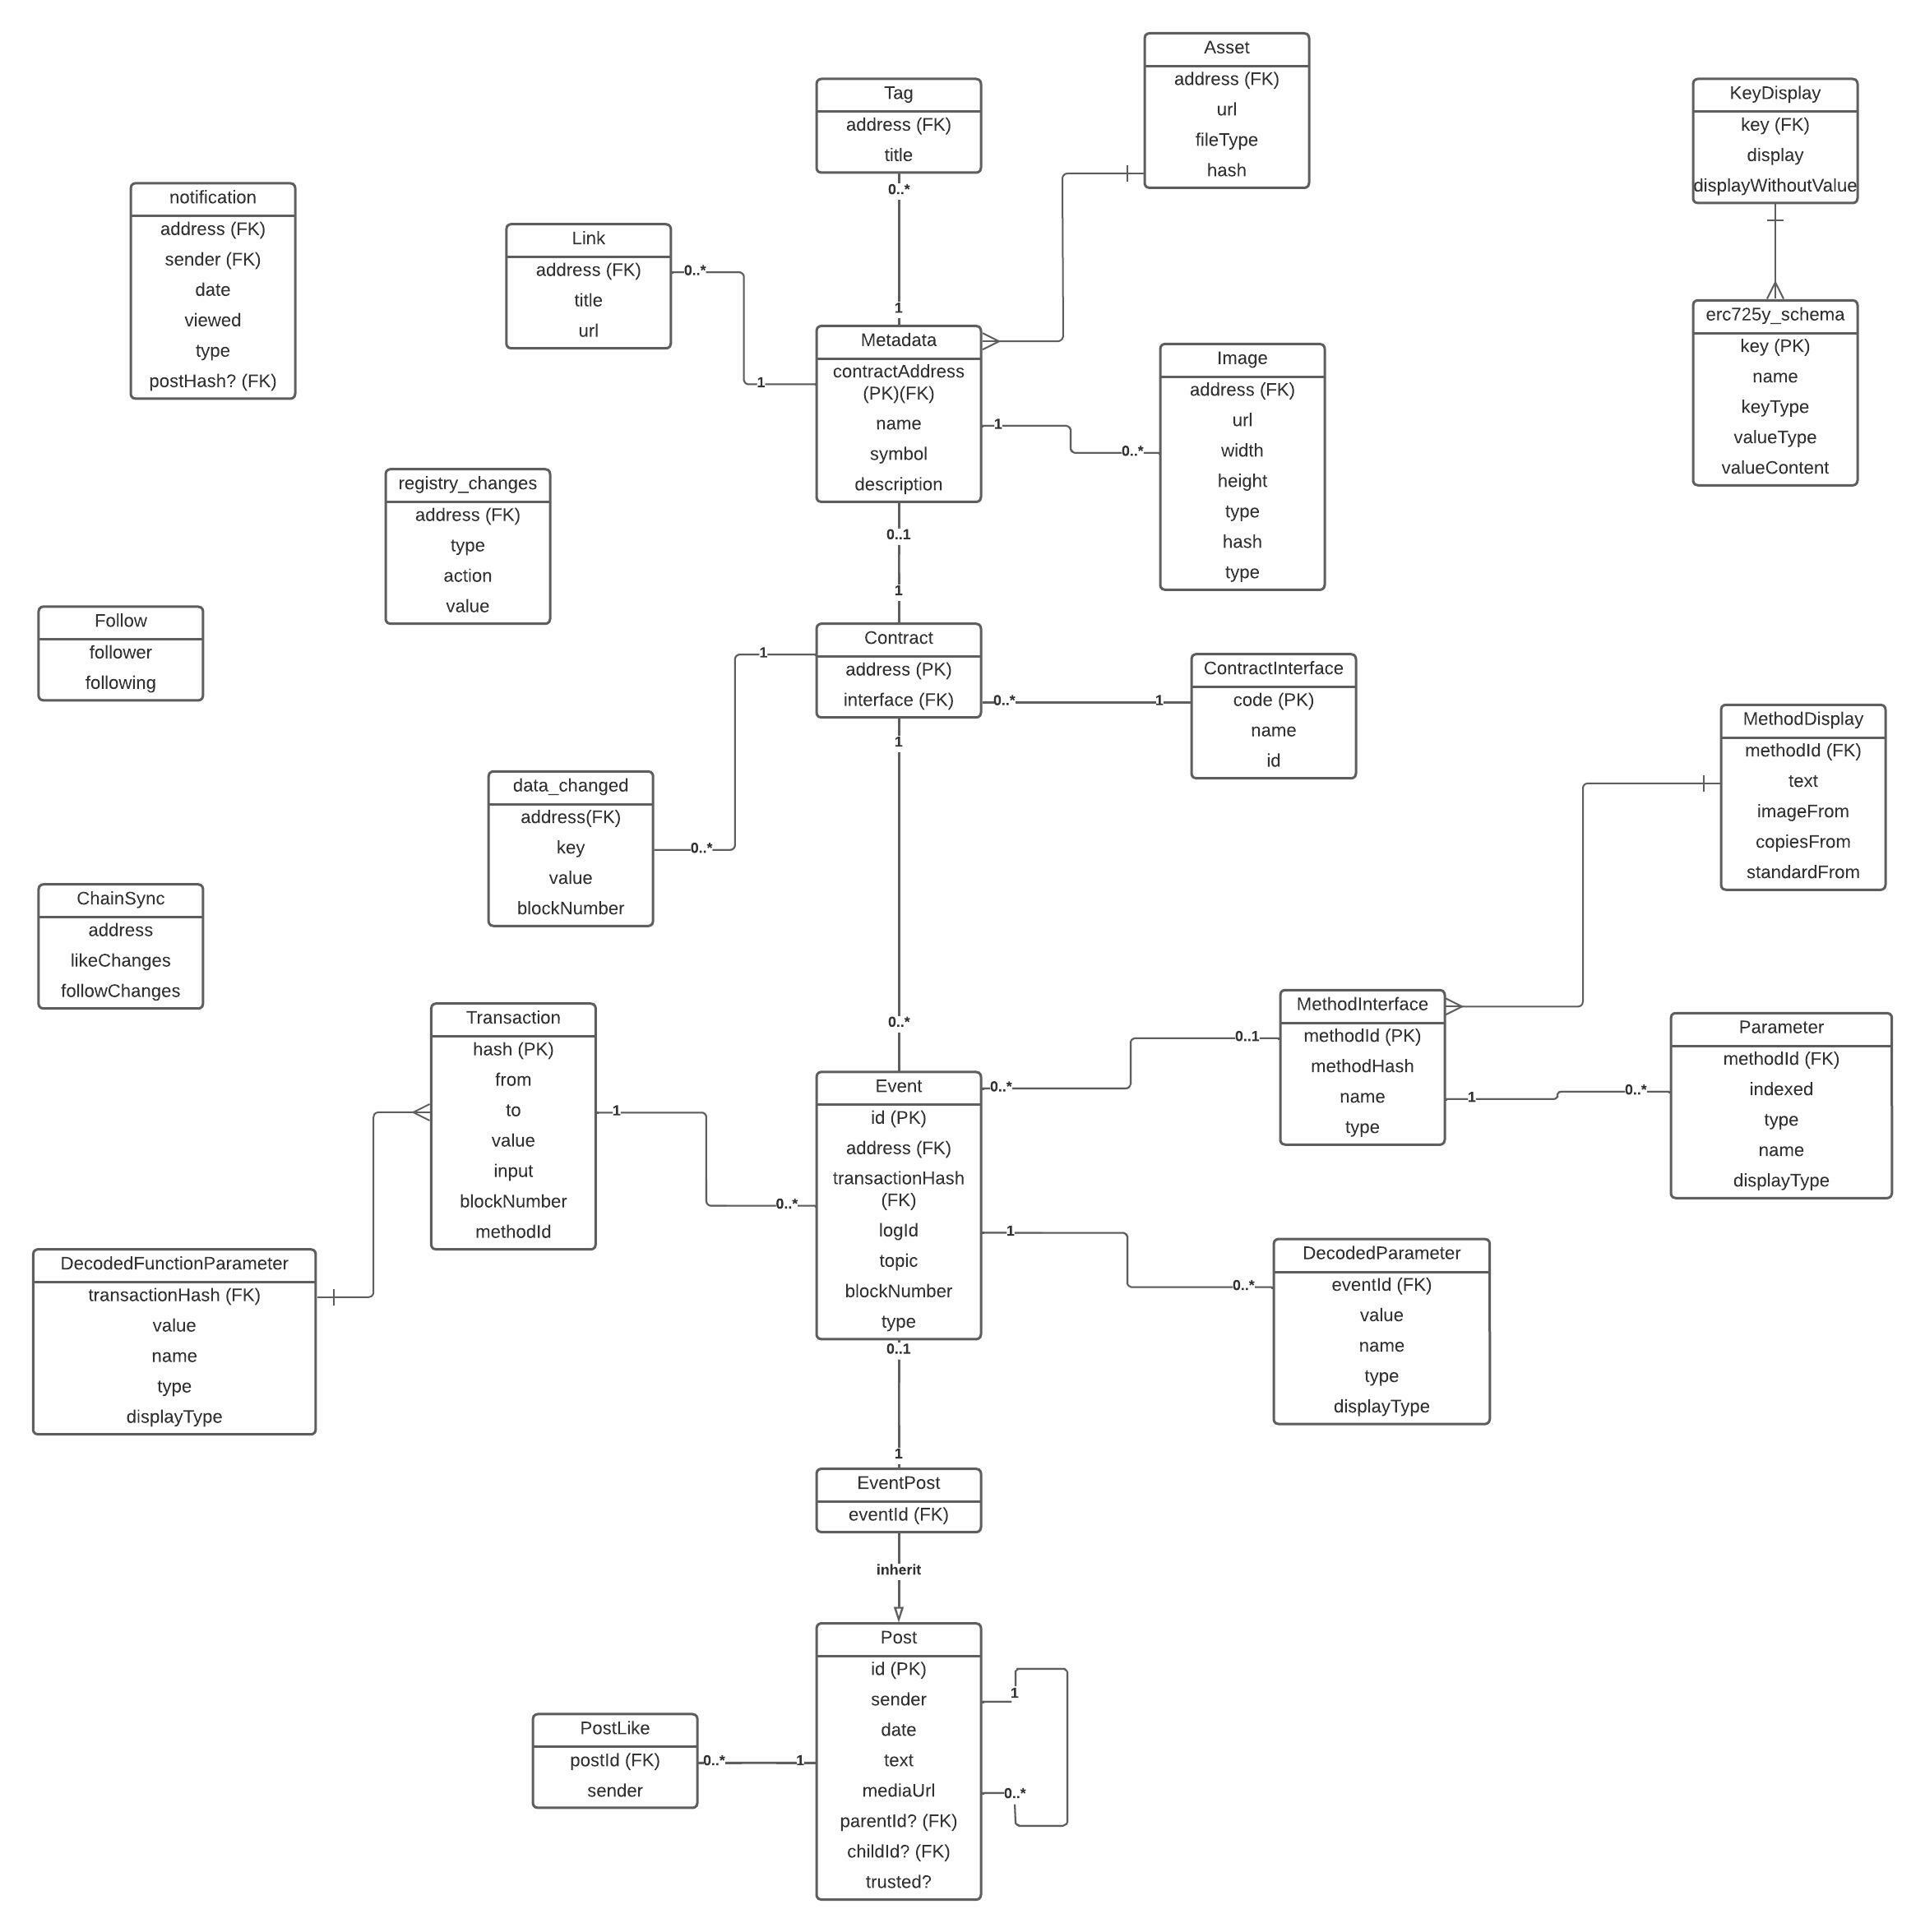 Asset
address (FK)
url
fileType
hash
Tag
address (FK)
title
0..*
1
KeyDisplay
key (FK)
display
displayWithoutValue
notification
address (FK)
sender (FK)
date
viewed
type
postHash? (FK)
Link
address (FK)
title
url
0..*
1
Metadata
contractAddress
(PK)(FK)
name
symbol
description
1
0..*
0..1
1
Image
address (FK)
url
width
height
type
hash
type
erc725y_schema
key (PK)
name
keyType
valueType
valueContent
registry_changes
address (FK)
type
action
value
Follow
follower
following
Contract
address (PK)
interface (FK)
1
0..*
1
1
0..*
ContractInterface
code (PK)
name
id
MethodDisplay
methodId (FK)
text
imageFrom
copiesFrom
standardFrom
data_changed
address(FK)
key
value
blockNumber
0..*
ChainSync
address
likeChanges
followChanges
Transaction
hash (PK)
from
to
value
input
blockNumber
methodId
1
0..*
Event
id (PK)
address (FK)
transactionHash
(FK)
logId
topic
blockNumber
type
0..*
0..1
1
0..*
0..1
1
MethodInterface
methodId (PK)
methodHash
name
type
1
0..*
Parameter
methodId (FK)
indexed
type
name
displayType
DecodedFunctionParameter
transactionHash (FK)
value
name
type
displayType
DecodedParameter
eventId (FK)
value
name
type
displayType
EventPost
eventId (FK)
inherit
Post
id (PK)
sender
date
text
mediaUrl
parentId? (FK)
childId? (FK)
trusted?
1
0..*
PostLike
postId (FK)
sender
0..*
1